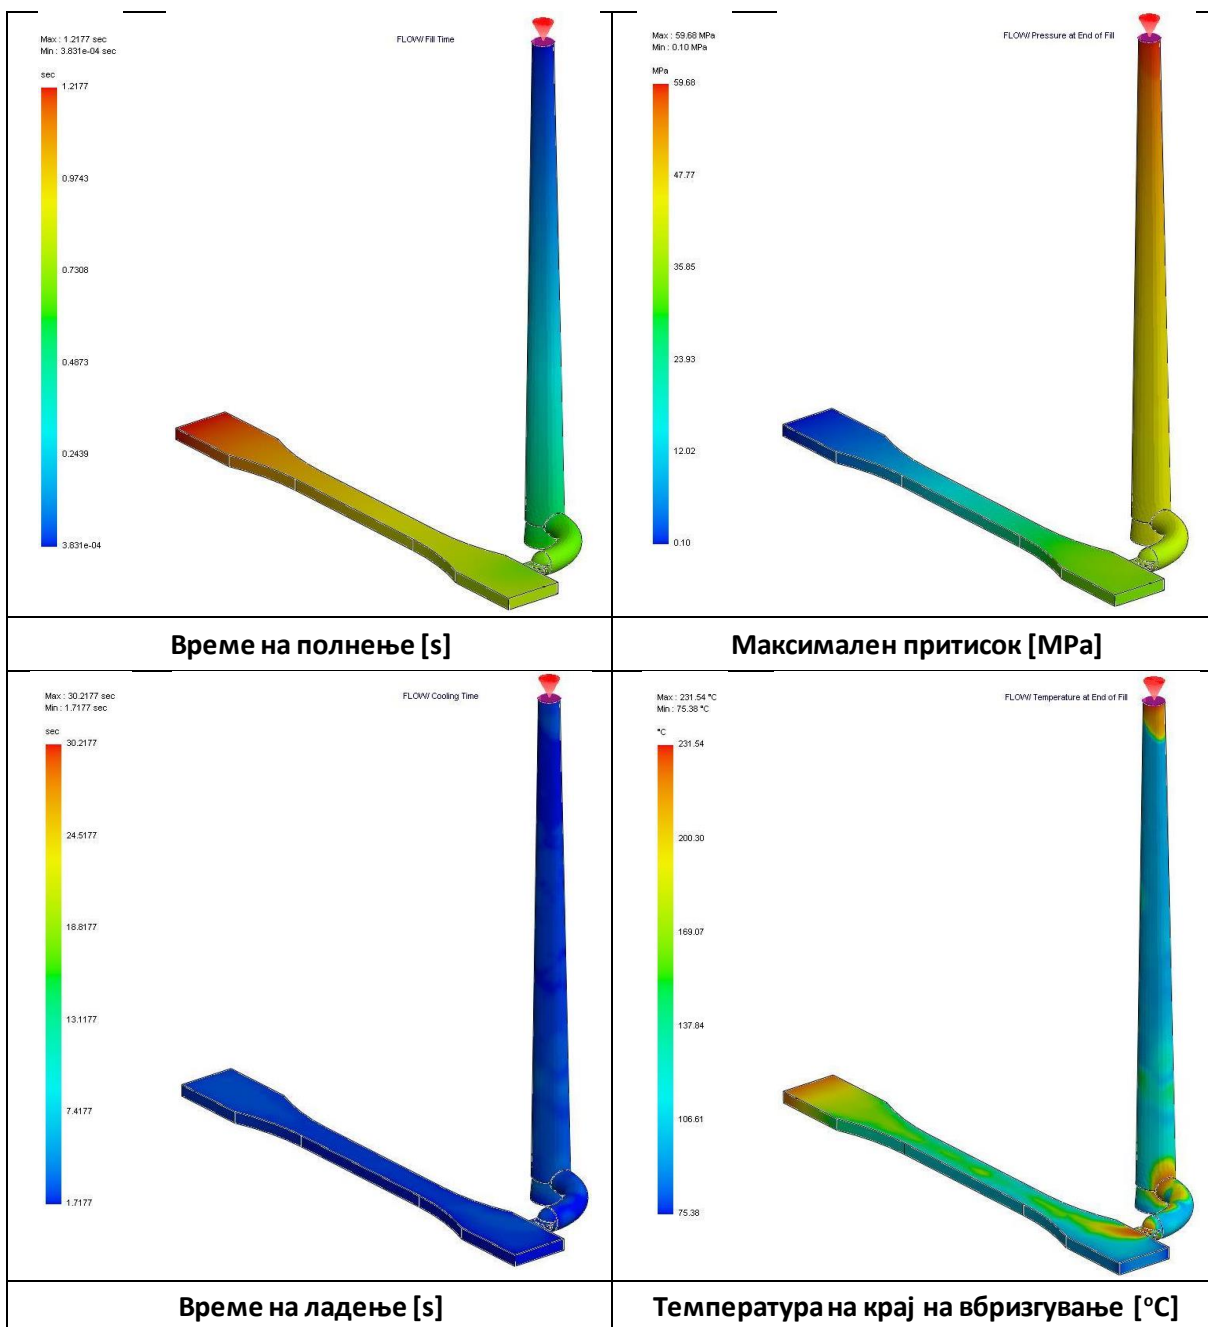 Max : 1.2177 sec
Min : 3.831e-04 sec
FLOW/ Fill Time
sec
1.2177
0.9743
0.7308
0.4873
0.2439
3.831e-04
Време на полнење [s]
Max : 59.68 MPa
Min : 0.10 MPa
FLOW/ Pressure at End of Fill
MPa
59.68
47.77
35.85
23.93
12.02
0.10
Максимален притисок [MPa]
Max : 30.2177 sec
Min : 1.7177 sec
FLOW/ Cooling Time
sec
30.2177
24.5177
18.8177
13.1177
7.4177
1.7177
Време на ладење [s]
Max : 231.54 °C
Min : 75.38 °C
FLOW/ Temperature at End of Fill
°C
231.54
200.30
169.07
137.84
106.61
75.38
Температура на крај на вбризгување [°C]